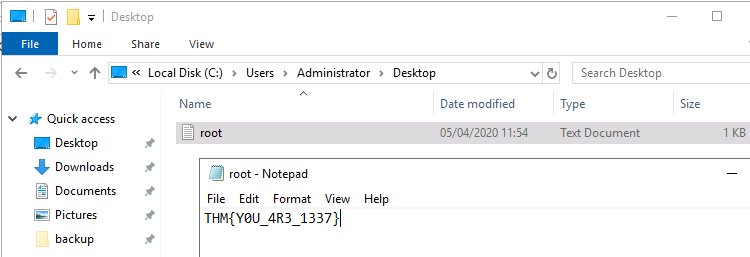 Desktop
File Home Share View
« Local Disk (C:) > Users > Administrator > Desktop Search Desktop
Name Date modified Type Size
Quick access
root 05/04/2020 11:54 Text Document 1 KB
Desktop
Downloads
root - Notepad
Documents
File Edit Format View Help
Pictures
THM{Y0U_4R3_1337}
backup